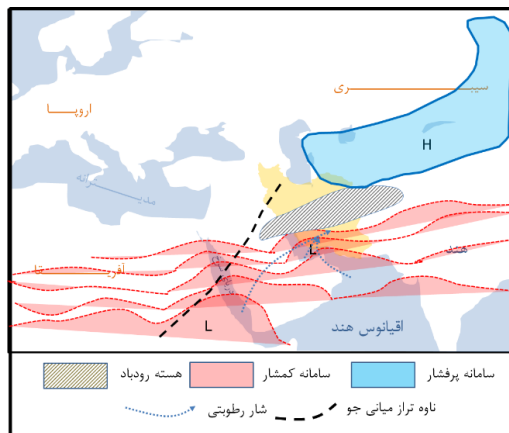 سیبری
اروپا
H
مدیترانه
L
هند
آفریقا
L
اقیانوس هند
سامانه پرفشار
سامانه کمشار
هسته رودباد
ناوه تراز میانی جو
شار رطوبتی